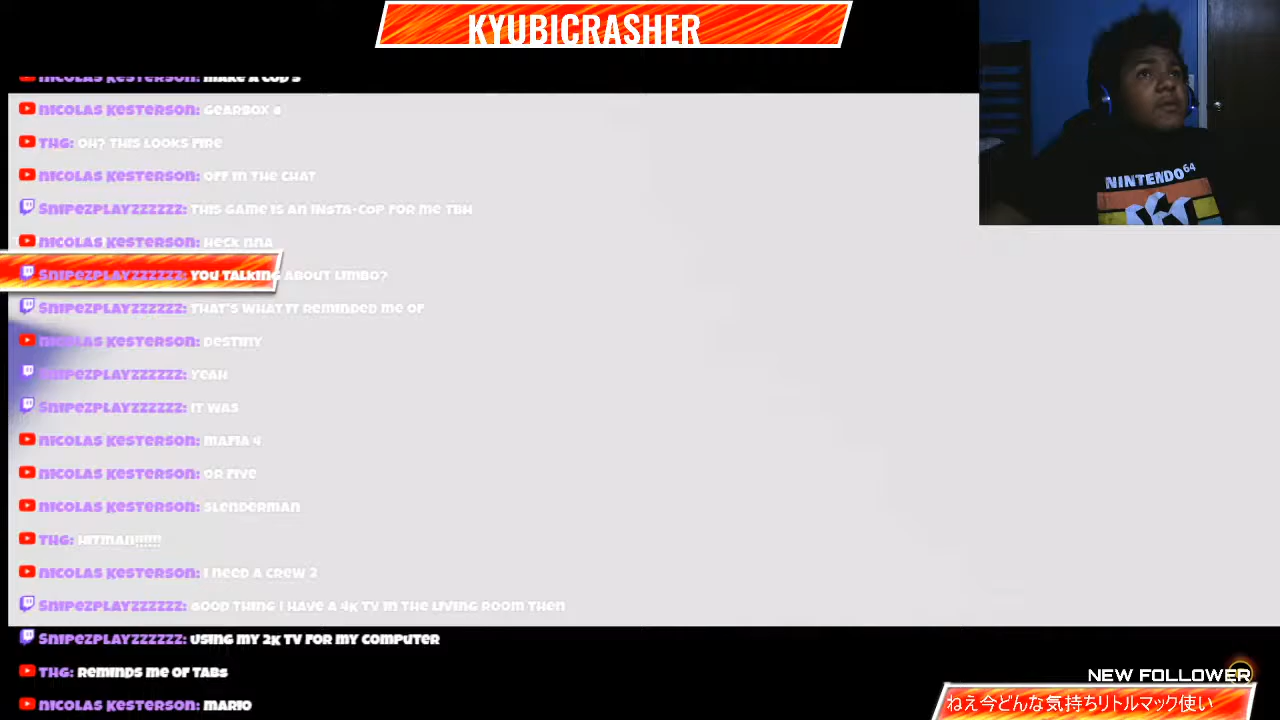 KYUBICRASHER
NICOLAS KESTERSON: MAKE A COD 5
NICOLAS KESTERSON: GEARBOX
THG: OH? THIS LOOKS FIRE
NICOLAS KESTERSON: OFF IN THE CHAT
SNIPEZPLAYZZZZZZ: THIS GAME IS AN INSTA-COP FOR ME TBH
NICOLAS KESTERSON: HECK NNA
SNIPEZPLAYZZZZZZ: YOU TALKING ABOUT LIMBO?
SNIPEZPLAYZZZZZZ: THAT'S WHAT IT REMINDED ME OF
NICOLAS KESTERSON: DESTINY
SNIPEZPLAYZZZZZZ: YEAH
SNIPEZPLAYZZZZZZ: IT WAS
NICOLAS KESTERSON: MAFIA 4
NICOLAS KESTERSON: OR FIVE
NICOLAS KESTERSON: SLENDERMAN
THG: HITMAN!!!!!!
NICOLAS KESTERSON: I NEED A CREW 2
SNIPEZPLAYZZZZZZ: GOOD THING I HAVE A 4K TV IN THE LIVING ROOM THEN
SNIPEZPLAYZZZZZZ: USING MY 2K TV FOR MY COMPUTER
THG: REMINDS ME OF TABS
NICOLAS KESTERSON: MARIO
NINTENDO64
NEW FOLLOWER
ねえ今どんな気持ちリトルマック使い